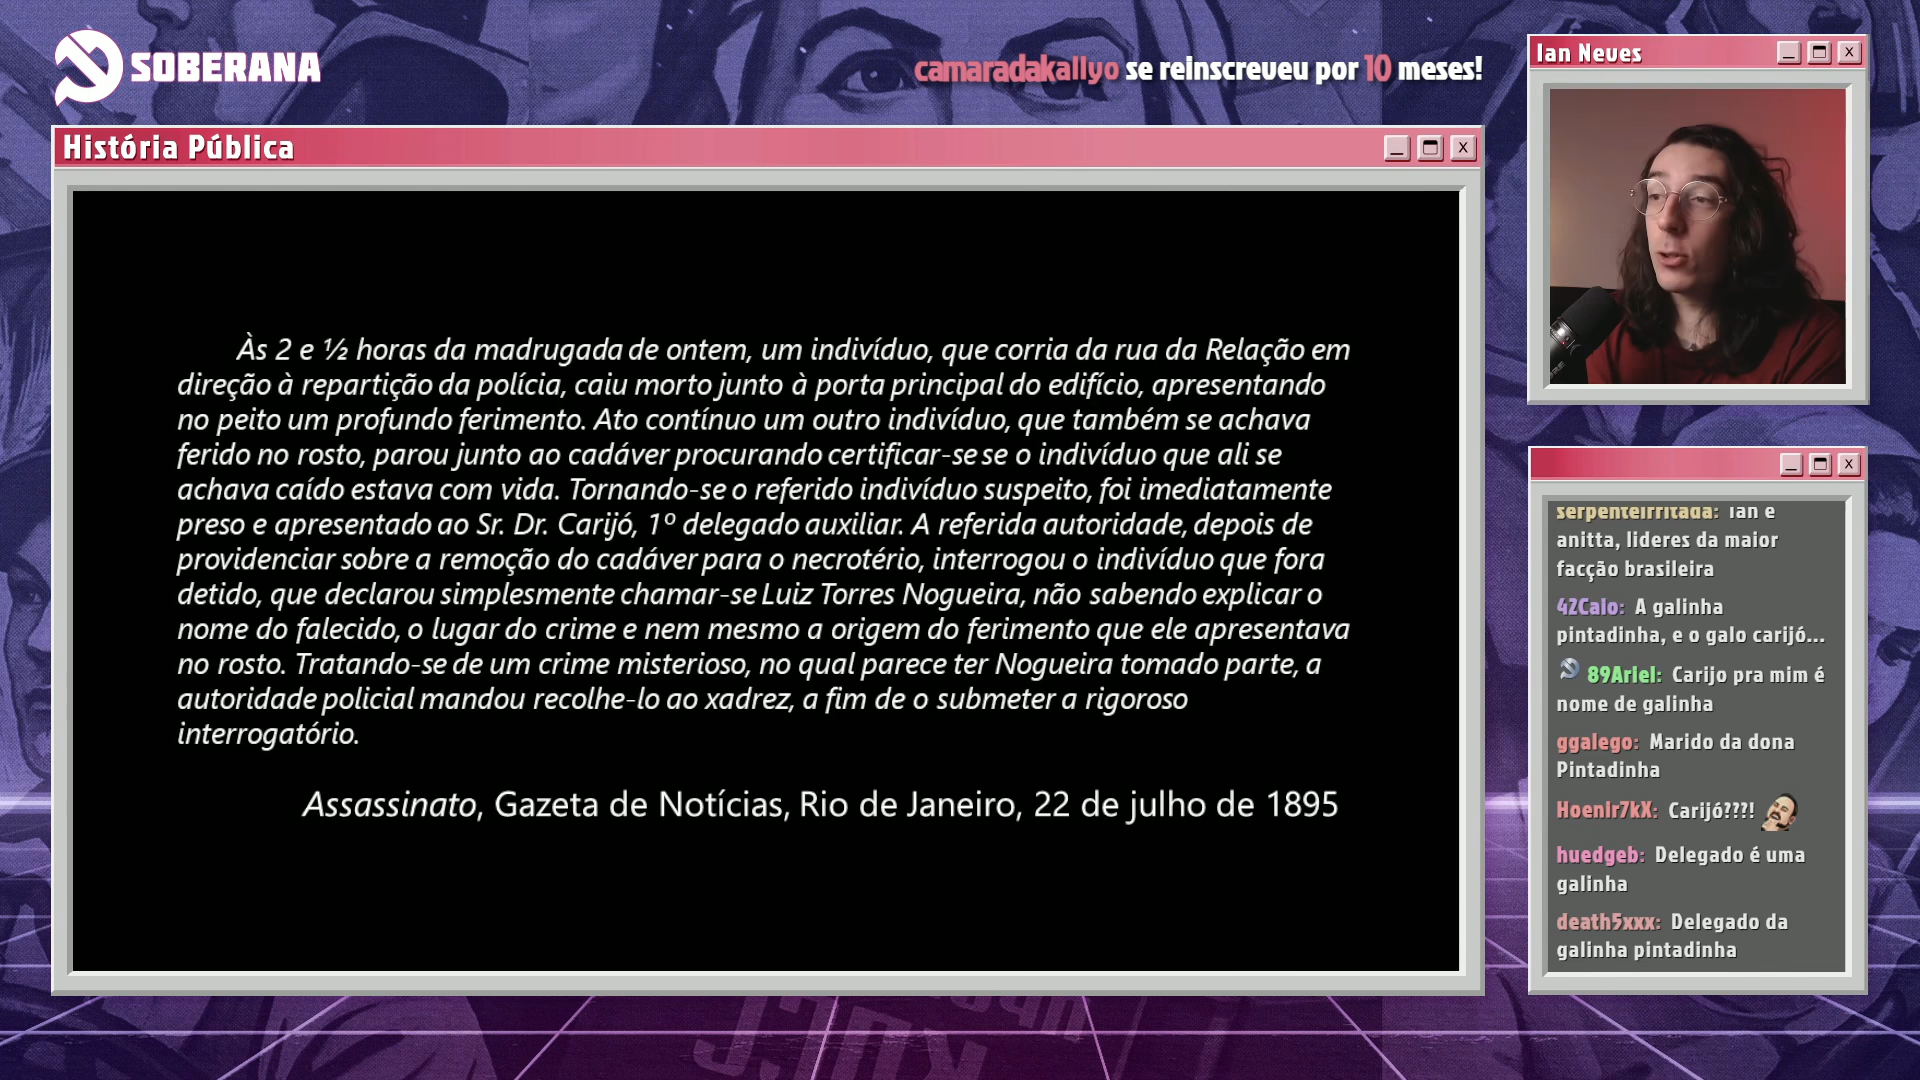 SOBERANA
camaradakallyo se reinscreveu por 10 meses!
Ian Neves
História Pública
Às 2 e ½ horas da madrugada de ontem, um indivíduo, que corria da rua da Relação em
direção à repartição da polícia, caiu morto junto à porta principal do edifício, apresentando
no peito um profundo ferimento. Ato contínuo um outro indivíduo, que também se achava
ferido no rosto, parou junto ao cadáver procurando certificar-se se o indivíduo que ali se
achava caído estava com vida. Tornando-se o referido indivíduo suspeito, foi imediatamente
preso e apresentado ao Sr. Dr. Carijó, 1º delegado auxiliar. A referida autoridade, depois de
providenciar sobre a remoção do cadáver para o necrotério, interrogou o indivíduo que fora
detido, que declarou simplesmente chamar-se Luiz Torres Nogueira, não sabendo explicar o
nome do falecido, o lugar do crime e nem mesmo a origem do ferimento que ele apresentava
no rosto. Tratando-se de um crime misterioso, no qual parece ter Nogueira tomado parte, a
autoridade policial mandou recolhe-lo ao xadrez, a fim de o submeter a rigoroso
interrogatório.
Assassinato, Gazeta de Notícias, Rio de Janeiro, 22 de julho de 1895
serpenteirritada: Ian e
anitta, lideres da maior
facção brasileira
42Caio: A galinha
pintadinha, e o galo carijó...
89Ariel: Carijo pra mim é
nome de galinha
ggalego: Marido da dona
Pintadinha
Hoenir7kX: Carijó???!
huedgeb: Delegado é uma
galinha
death5xxx: Delegado da
galinha pintadinha